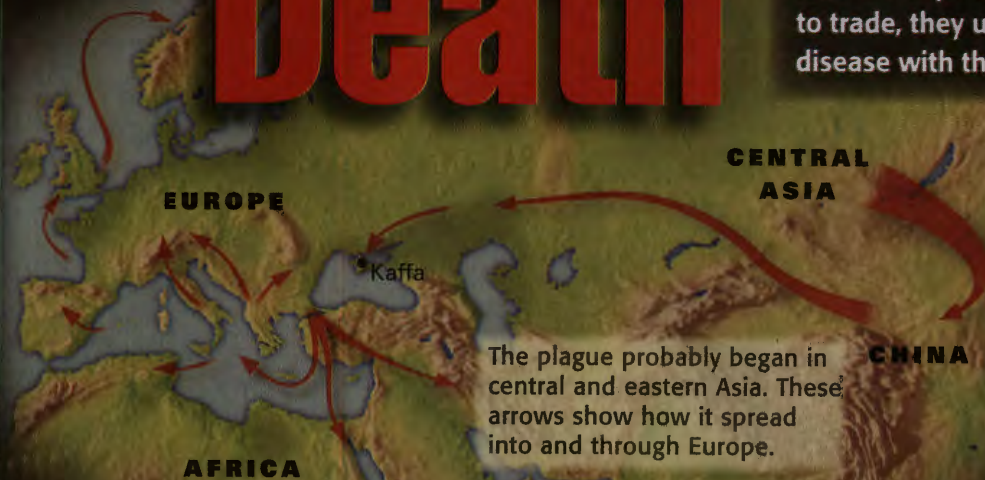 Death
to trade, they u
disease with th
CENTRAL
ASIA
EUROPE
Kaffa
CHINA
The plague probably began in
central and eastern Asia. These
arrows show how it spread
into and through Europe.
AFRICA